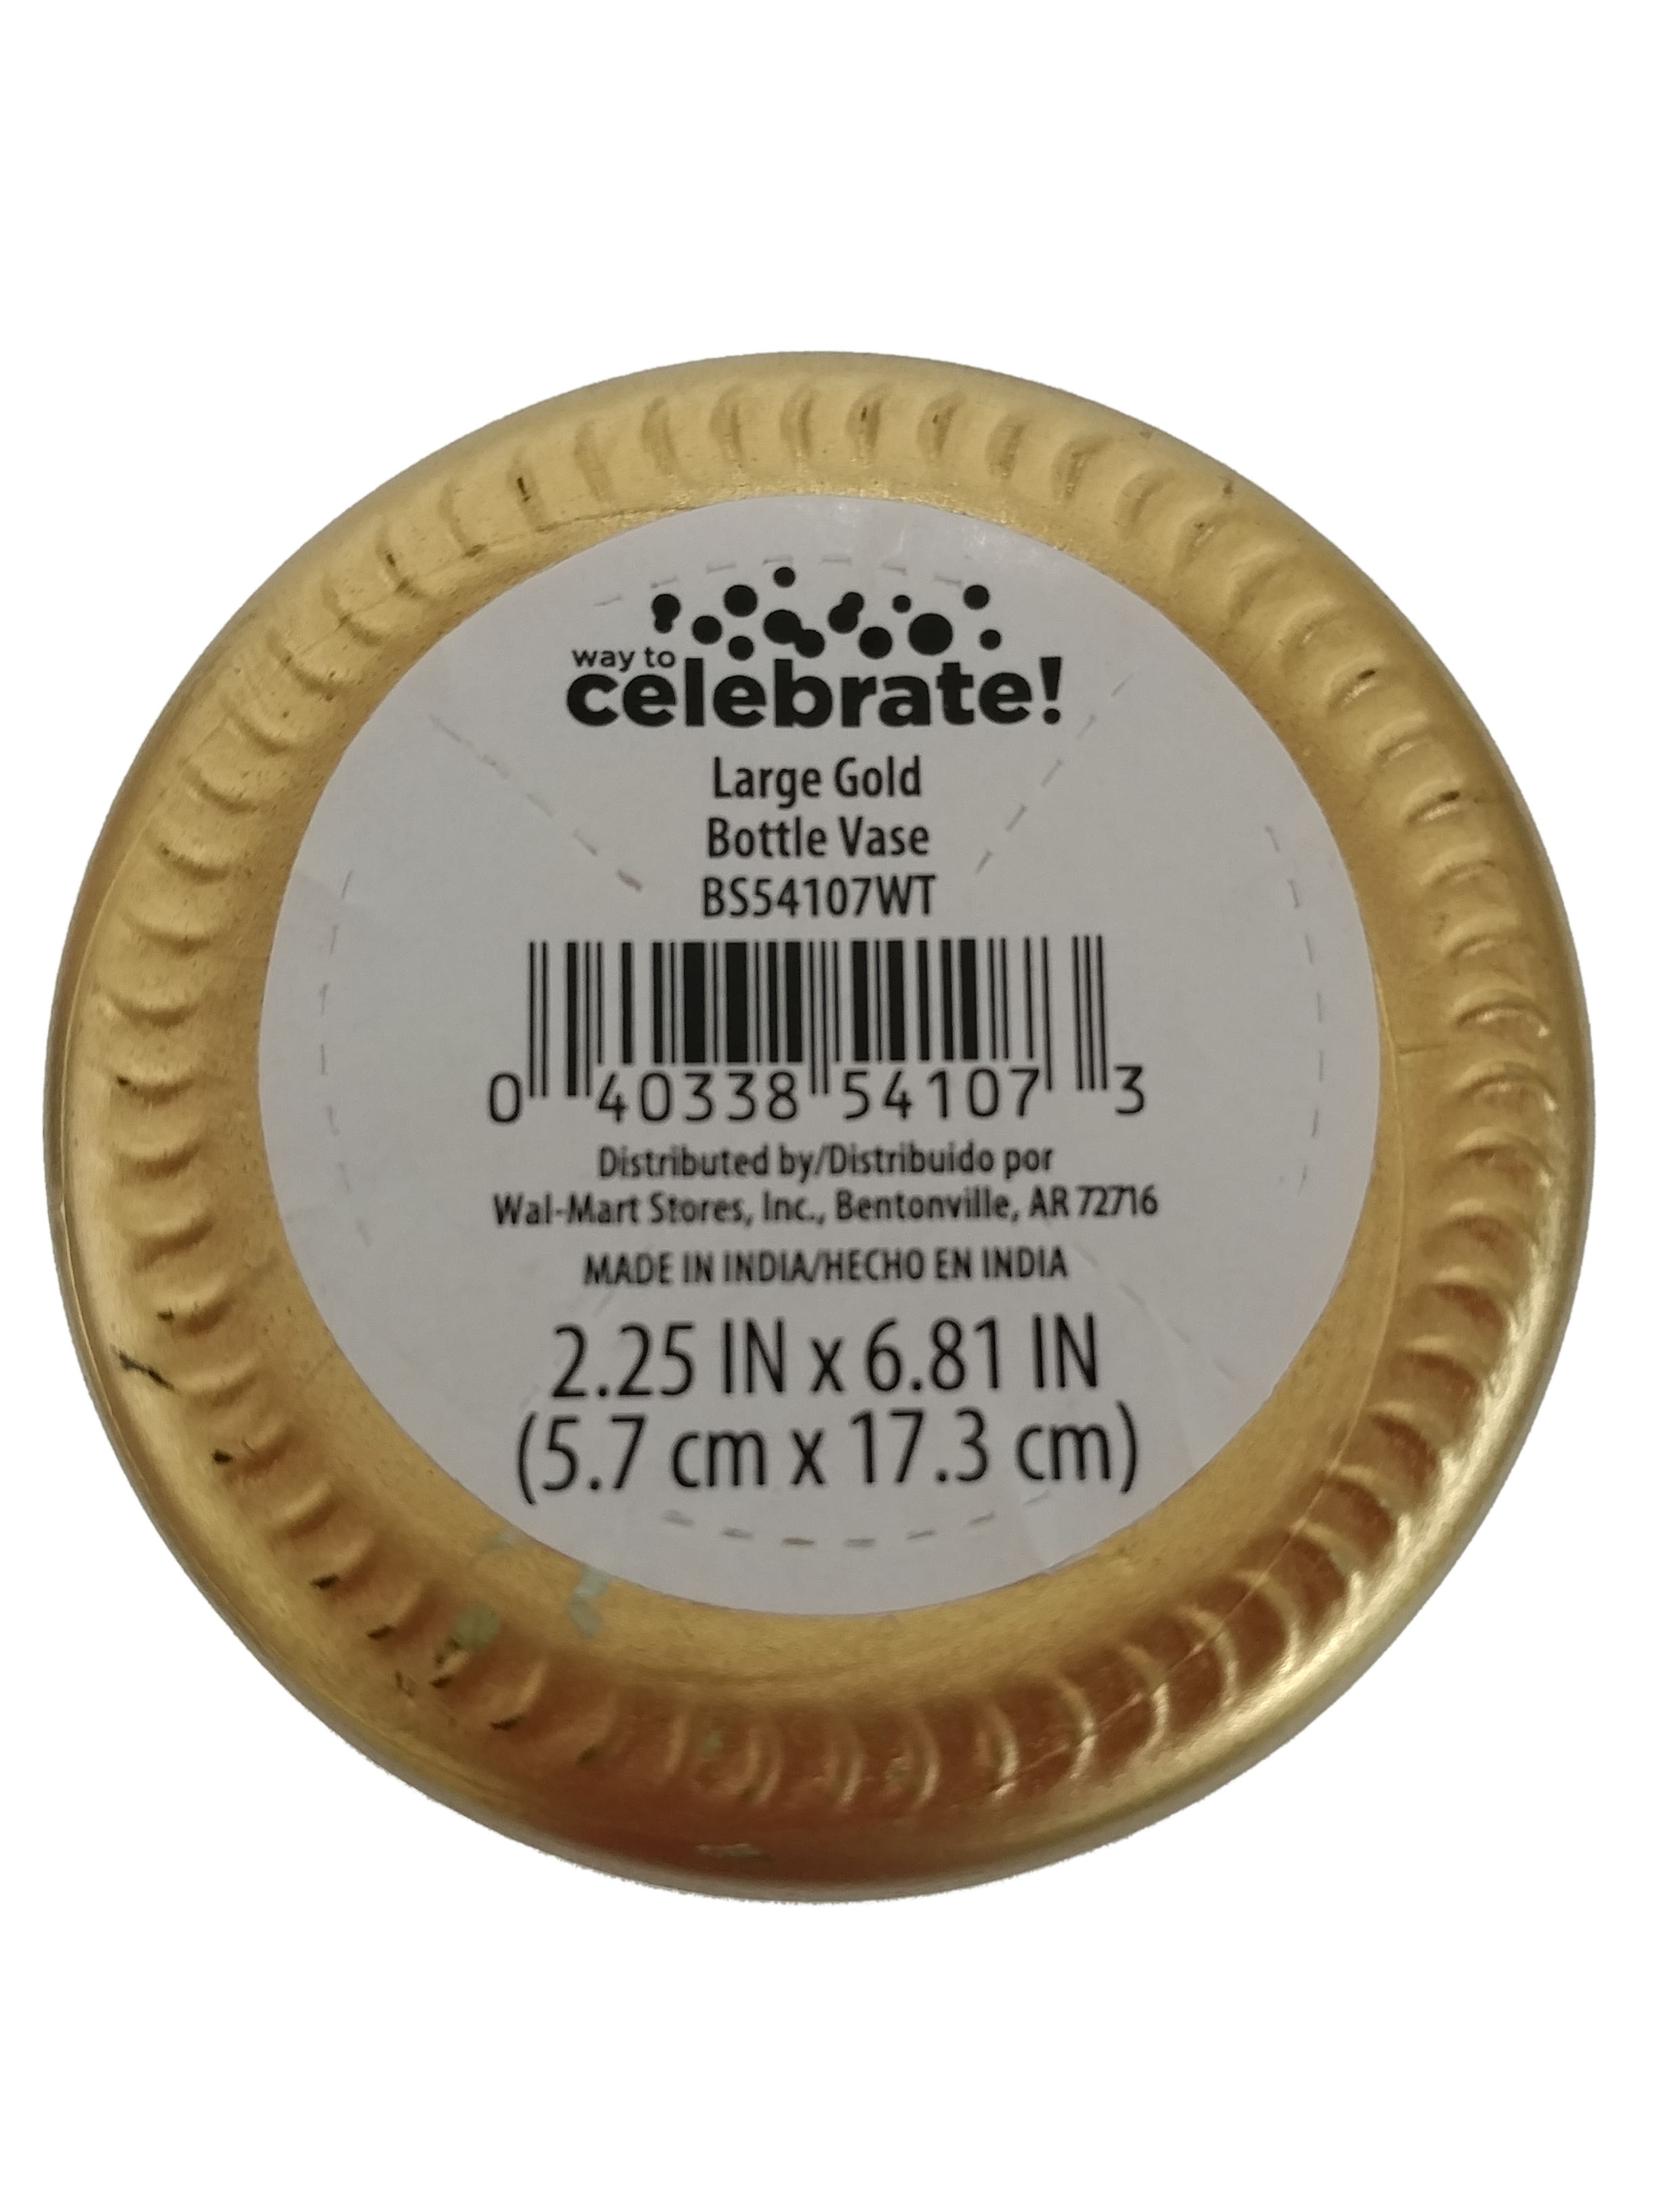 way to
celebrate!
Large Gold
Bottle Vase
BS54107WT
0 40338 54107 3
Distributed by/Distribuido por
Wal-Mart Stores, Inc., Bentonville, AR 72716
MADE IN INDIA/HECHO EN INDIA
2.25 IN x 6.81 IN
(5.7 cm x 17.3 cm)